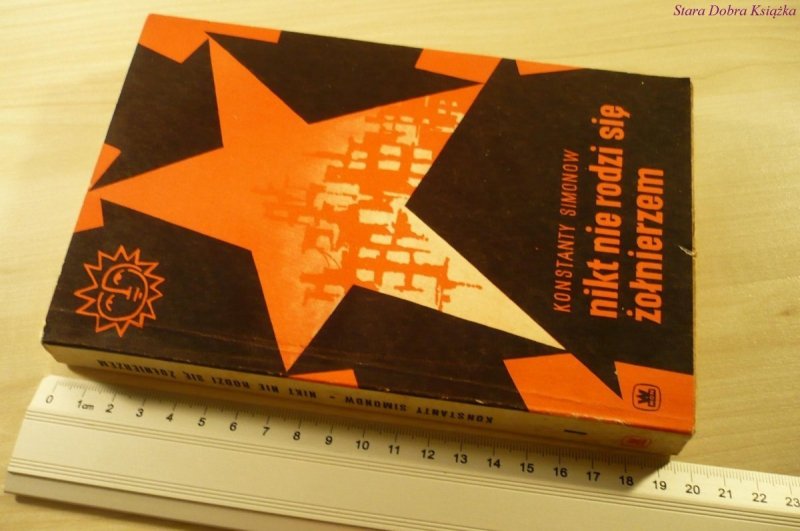 Stara Dobra Książka
KONSTANTY SIMONOW
nikt nie rodzi się
żołnierzem
KONSTANTY SIMONOW - NIKT NIE RODZI SIĘ ŻOŁNIERZEM
I
0 1cm 2 3 4 5 6 7 8 9 10 11 12 13 14 15 16 17 18 19 20 21 22 23